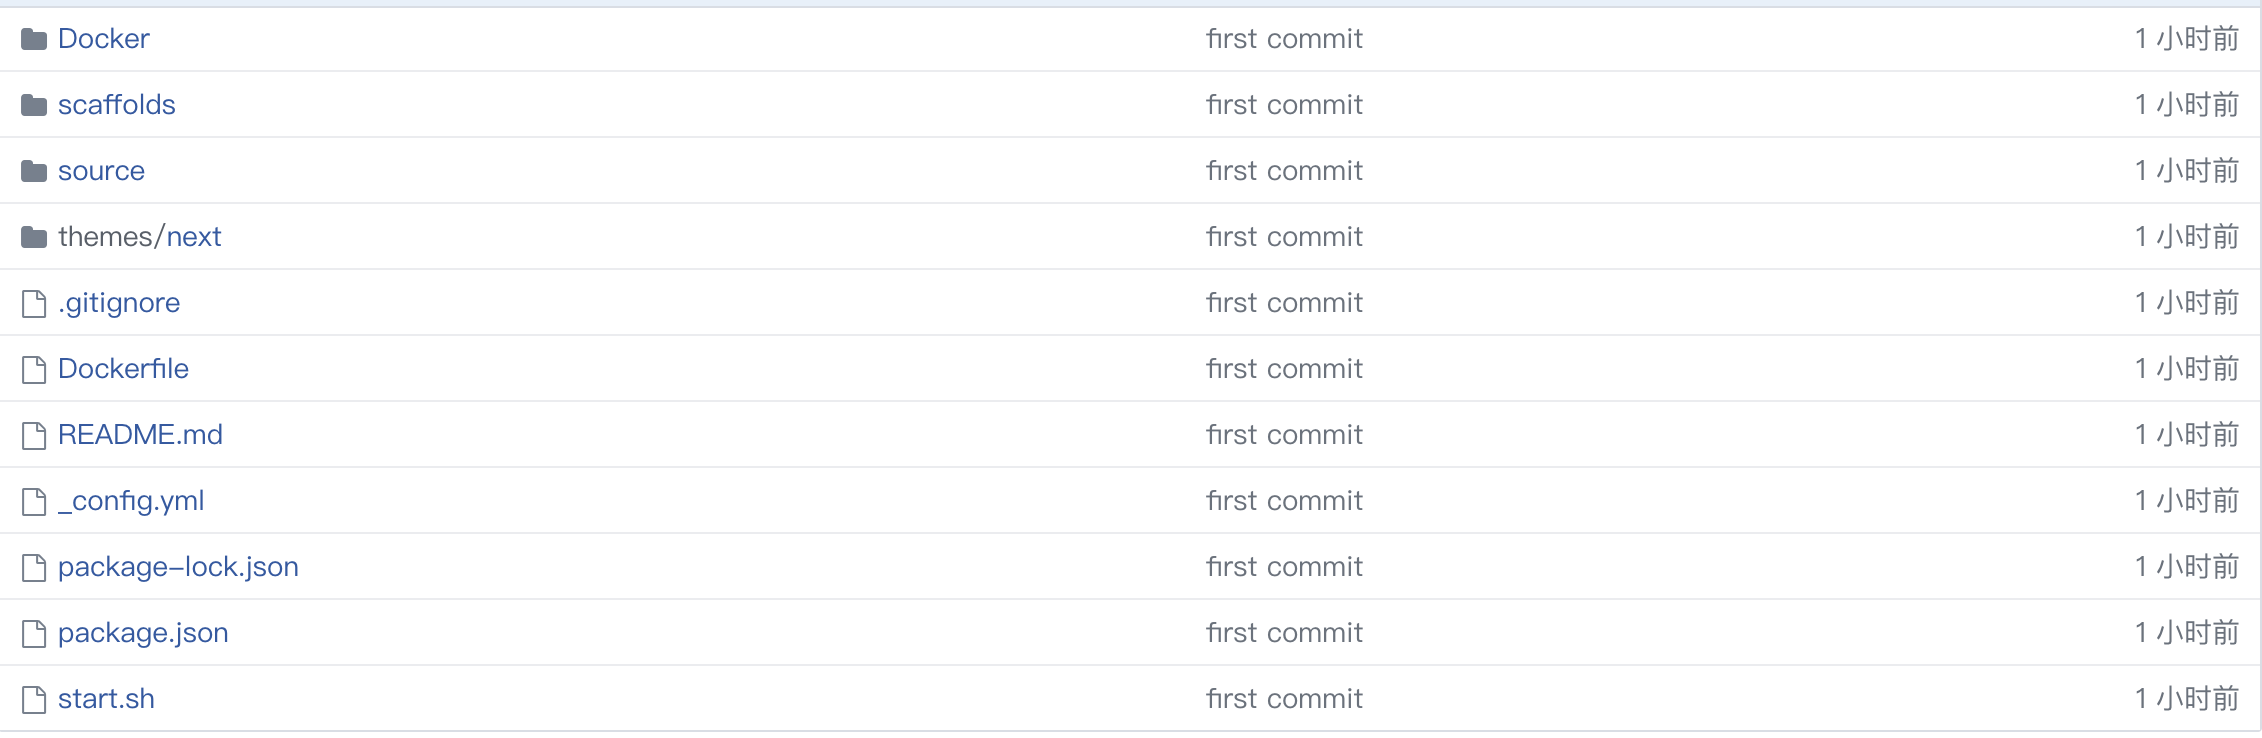 Docker first commit 1 小时前
scaffolds first commit 1 小时前
source first commit 1 小时前
themes/next first commit 1 小时前
.gitignore first commit 1 小时前
Dockerfile first commit 1 小时前
README.md first commit 1 小时前
_config.yml first commit 1 小时前
package-lock.json first commit 1 小时前
package.json first commit 1 小时前
start.sh first commit 1 小时前